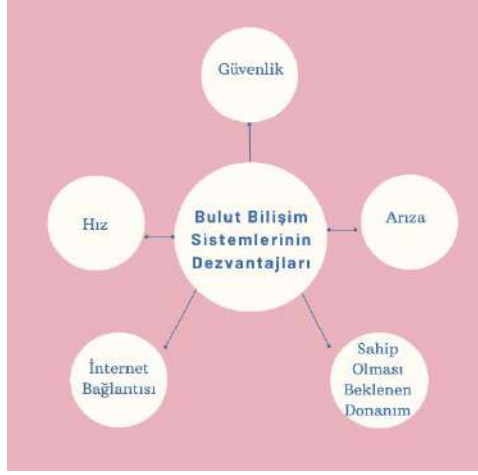 Güvenlik
Hız
Bulut Bilişim
Sistemlerinin
Dezvantajları
Arıza
İnternet
Bağlantısı
Sahip
Olması
Beklenen
Donanım